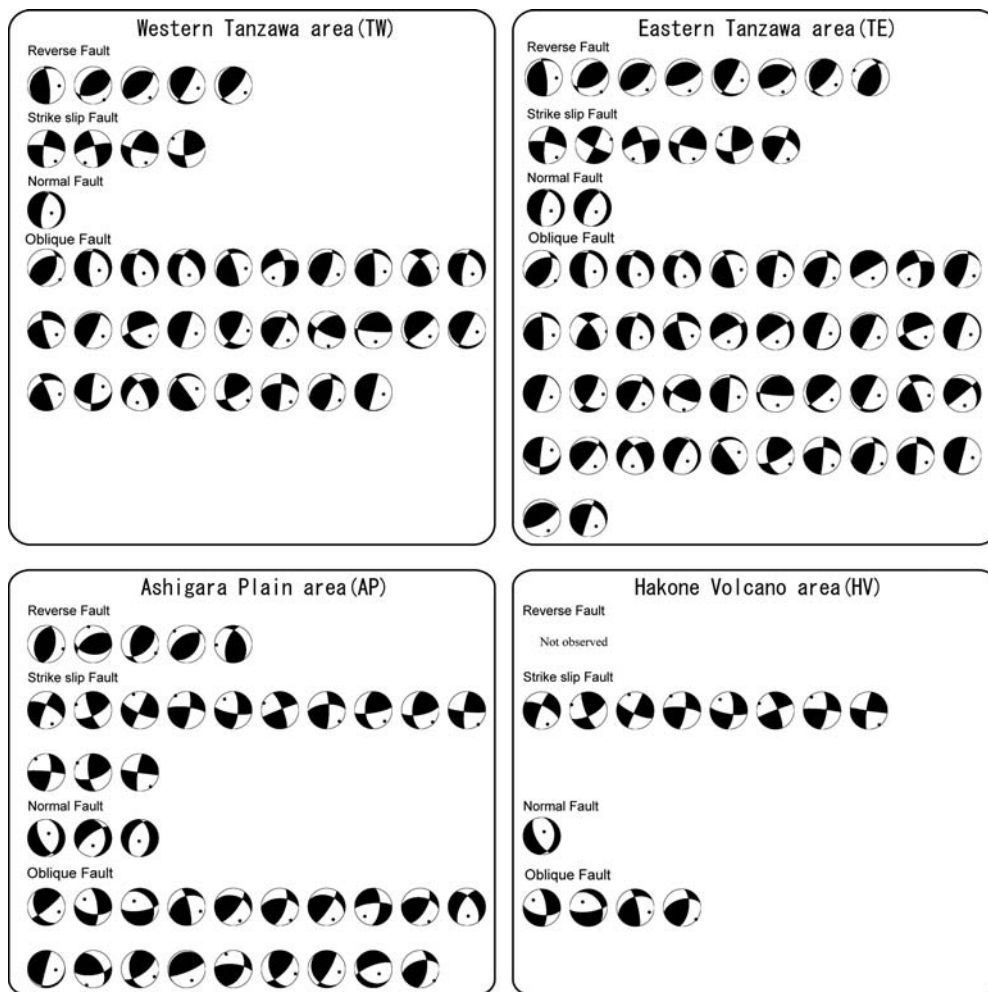 Western Tanzawa area(TW)
Reverse Fault
Strike slip Fault
Normal Fault
Oblique Fault
Eastern Tanzawa area(TE)
Reverse Fault
Strike slip Fault
Normal Fault
Oblique Fault
Ashigara Plain area(AP)
Reverse Fault
Strike slip Fault
Normal Fault
Oblique Fault
Hakone Volcano area(HV)
Reverse Fault
Not observed
Strike slip Fault
Normal Fault
Oblique Fault